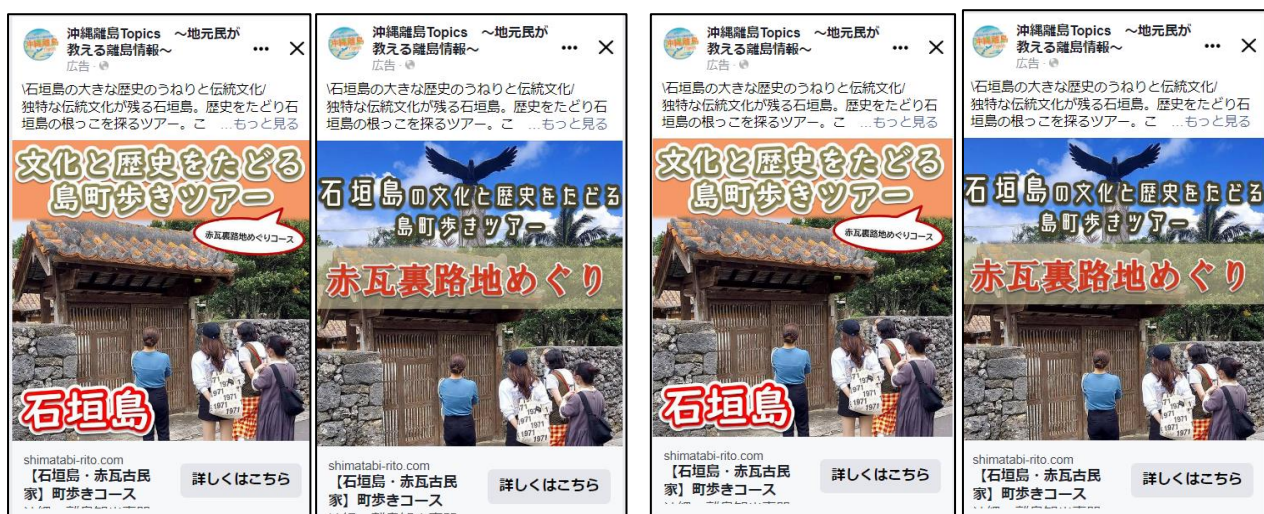 沖縄離島Topics ～地元民が
教える離島情報～
広告
\石垣島の大きな歴史のうねりと伝統文化/
独特な伝統文化が残る石垣島。歴史をたどり石
垣島の根っこを探るツアー。こ …もっと見る
文化と歴史をたどる
島町歩きツアー
赤瓦裏路地めぐりコース
1971
石垣島
shimatabi-rito.com
【石垣島・赤瓦古民
家】町歩きコース
詳しくはこちら
沖縄離島Topics ～地元民が
教える離島情報～
広告
\石垣島の大きな歴史のうねりと伝統文化/
独特な伝統文化が残る石垣島。歴史をたどり石
垣島の根っこを探るツアー。こ …もっと見る
石垣島の文化と歴史をたどる
島町歩きツアー
赤瓦裏路地めぐり
1971
shimatabi-rito.com
【石垣島・赤瓦古民
家】町歩きコース
詳しくはこちら
沖縄離島Topics ～地元民が
教える離島情報～
広告
\石垣島の大きな歴史のうねりと伝統文化/
独特な伝統文化が残る石垣島。歴史をたどり石
垣島の根っこを探るツアー。こ …もっと見る
文化と歴史をたどる
島町歩きツアー
赤瓦裏路地めぐりコース
1971
石垣島
shimatabi-rito.com
【石垣島・赤瓦古民
家】町歩きコース
詳しくはこちら
沖縄離島Topics ～地元民が
教える離島情報～
広告
\石垣島の大きな歴史のうねりと伝統文化/
独特な伝統文化が残る石垣島。歴史をたどり石
垣島の根っこを探るツアー。こ …もっと見る
石垣島の文化と歴史をたどる
島町歩きツアー
赤瓦裏路地めぐり
1971
shimatabi-rito.com
【石垣島・赤瓦古民
家】町歩きコース
詳しくはこちら